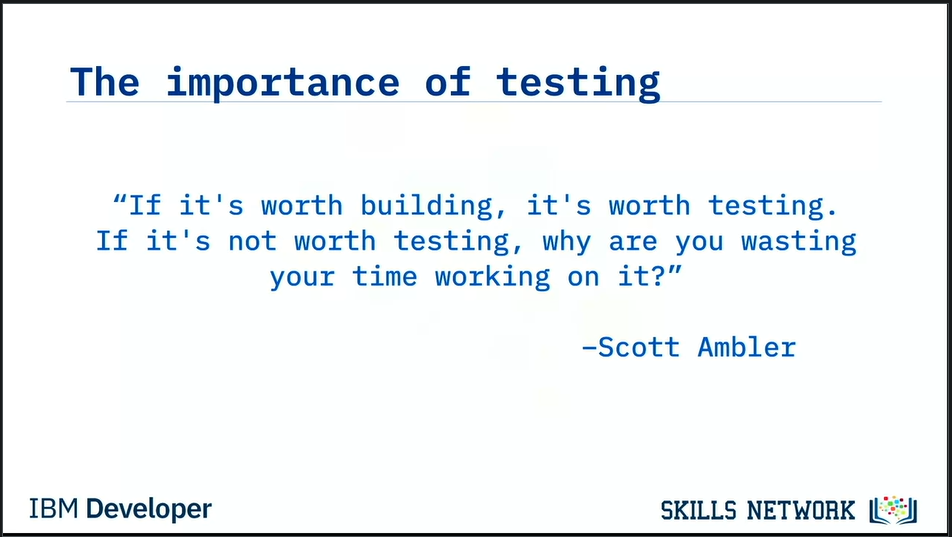 The importance of testing
“If it's worth building, it's worth testing.
If it's not worth testing, why are you wasting
your time working on it?”
–Scott Ambler
IBM Developer
SKILLS NETWORK